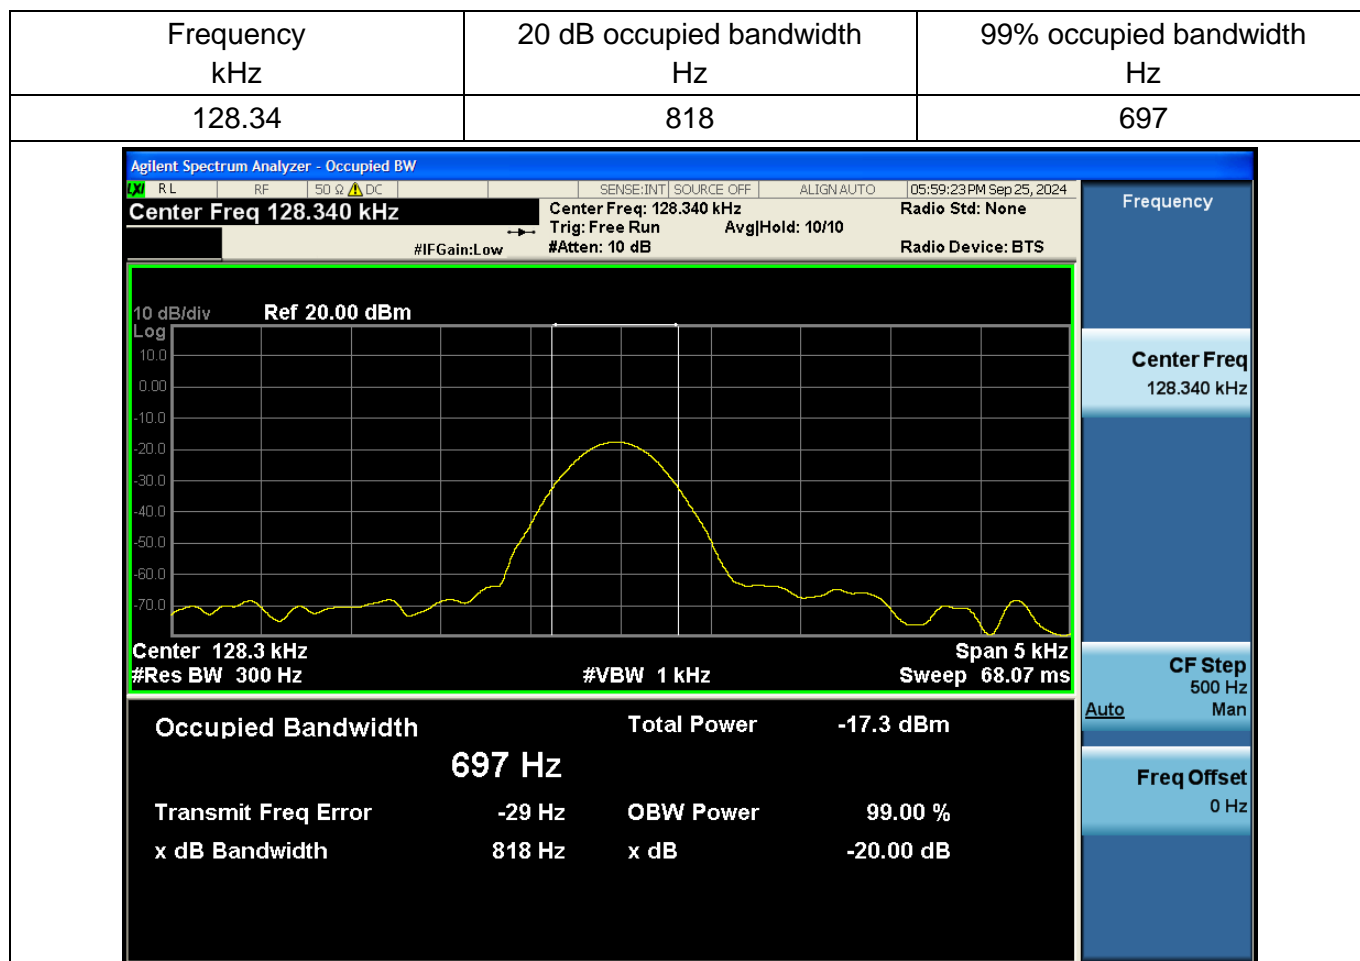 Frequency
kHz
20 dB occupied bandwidth
Hz
99% occupied bandwidth
Hz
128.34
818
697
Agilent Spectrum Analyzer - Occupied BW
LXI RL RF 50 Ω DC SENSE:INT SOURCE OFF ALIGN AUTO 05:59:23 PM Sep 25, 2024
Center Freq 128.340 kHz
#IFGain:Low
Center Freq: 128.340 kHz
Trig: Free Run Avg|Hold: 10/10
#Atten: 10 dB
Radio Std: None
Radio Device: BTS
10 dB/div Ref 20.00 dBm
Log
10.0
0.00
-10.0
-20.0
-30.0
-40.0
-50.0
-60.0
-70.0
Center 128.3 kHz Span 5 kHz
#Res BW 300 Hz #VBW 1 kHz Sweep 68.07 ms
Occupied Bandwidth Total Power -17.3 dBm
697 Hz
Transmit Freq Error -29 Hz OBW Power 99.00 %
x dB Bandwidth 818 Hz x dB -20.00 dB
Frequency
Center Freq
128.340 kHz
CF Step
500 Hz
Auto Man
Freq Offset
0 Hz